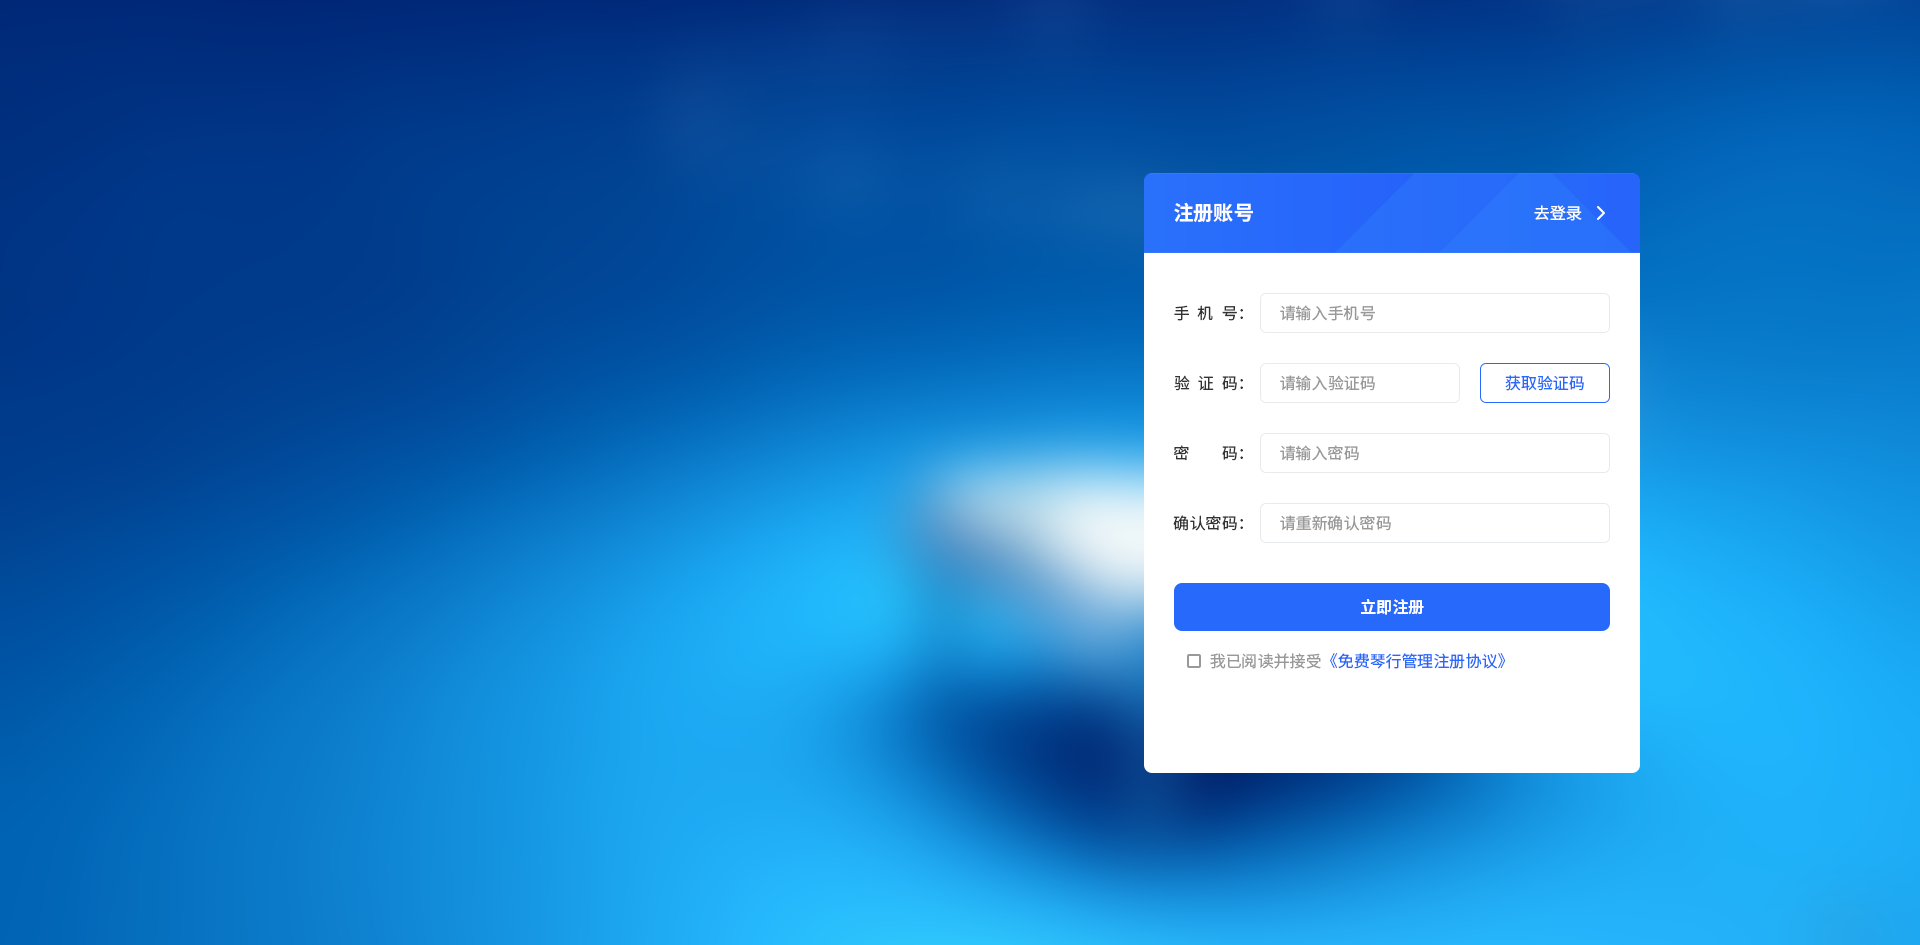 注册账号 去登录
手机号： 请输入手机号
验证码： 请输入验证码 获取验证码
密码： 请输入密码
确认密码： 请重新确认密码
立即注册
我已阅读并接受《免费琴行管理注册协议》